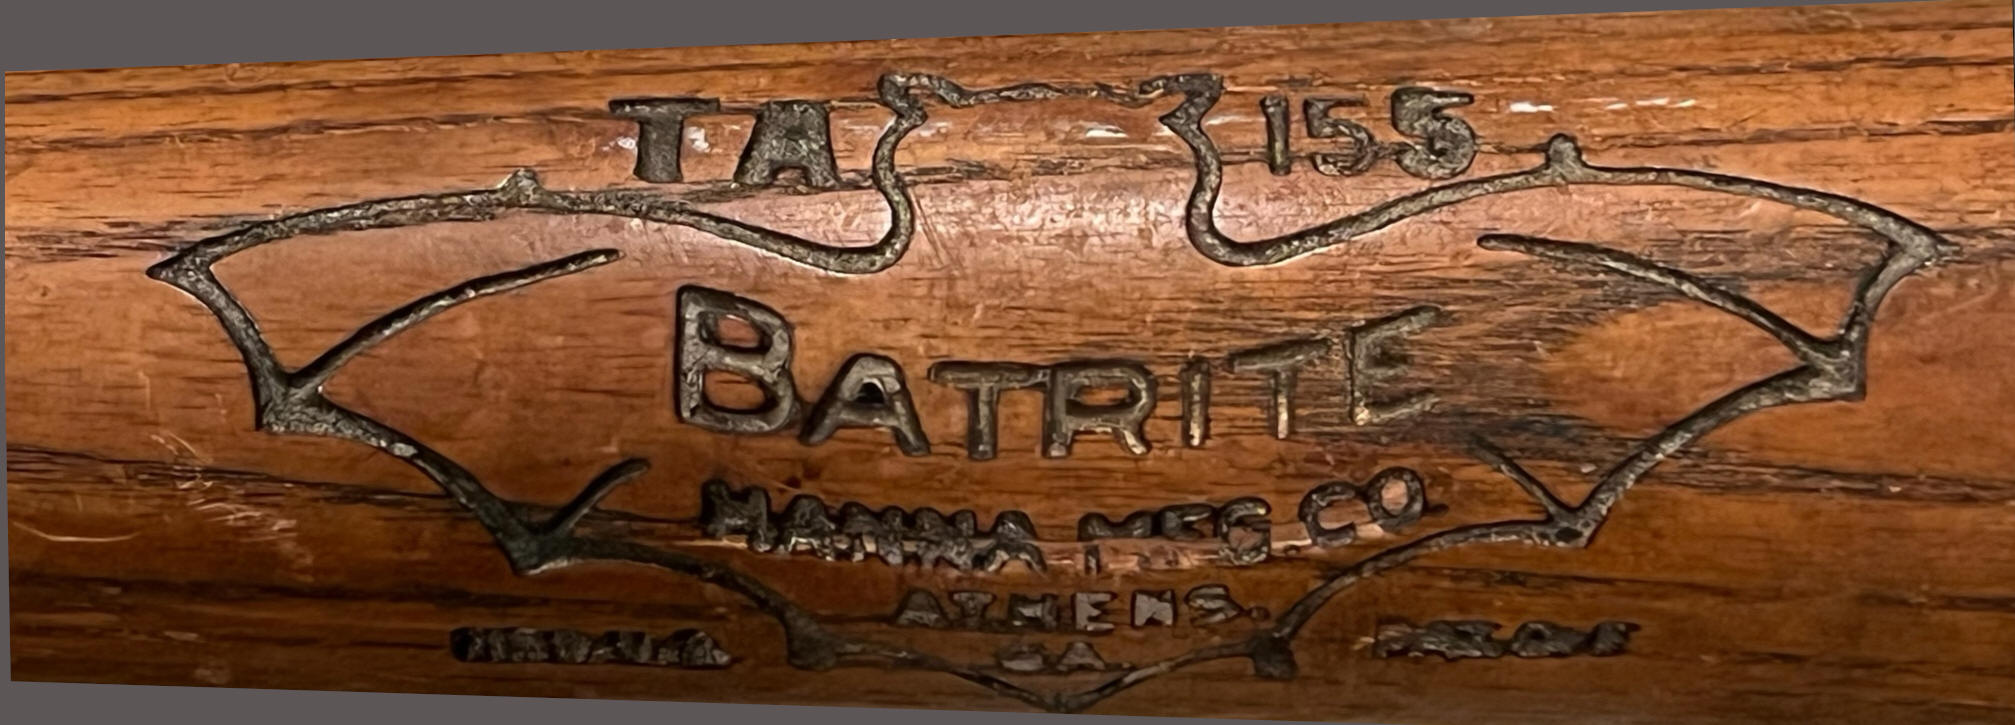 TA 155
BATRITE
HANNA MFG. CO.
ATHENS.
GA.